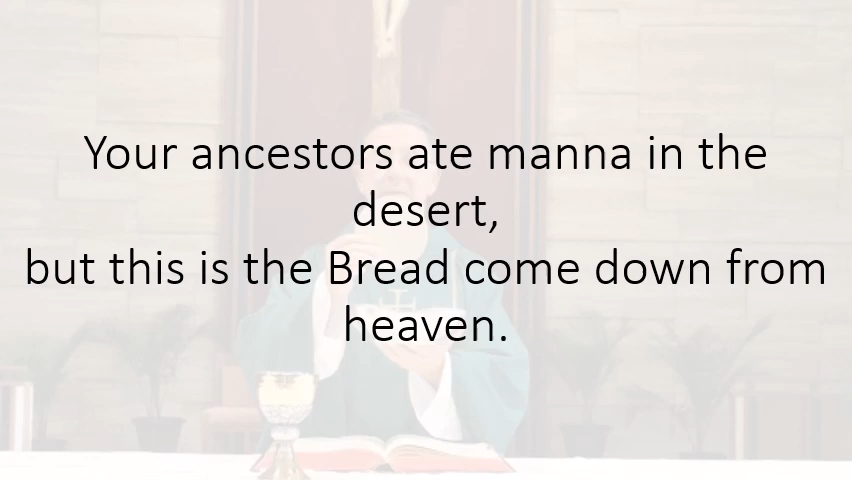 Your ancestors ate manna in the
desert,
but this is the Bread come down from
heaven.